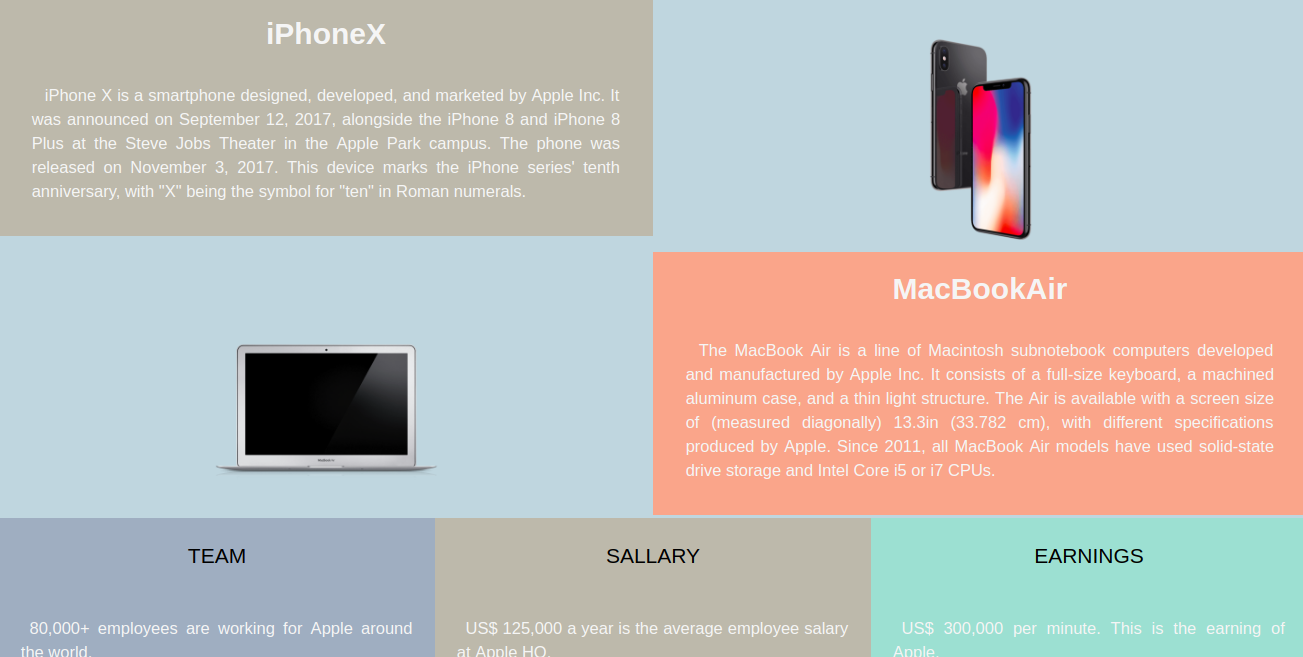 iPhoneX
iPhone X is a smartphone designed, developed, and marketed by Apple Inc. It
was announced on September 12, 2017, alongside the iPhone 8 and iPhone 8
Plus at the Steve Jobs Theater in the Apple Park campus. The phone was
released on November 3, 2017. This device marks the iPhone series' tenth
anniversary, with "X" being the symbol for "ten" in Roman numerals.
MacBookAir
The MacBook Air is a line of Macintosh subnotebook computers developed
and manufactured by Apple Inc. It consists of a full-size keyboard, a machined
aluminum case, and a thin light structure. The Air is available with a screen size
of (measured diagonally) 13.3in (33.782 cm), with different specifications
produced by Apple. Since 2011, all MacBook Air models have used solid-state
drive storage and Intel Core i5 or i7 CPUs.
TEAM
80,000+ employees are working for Apple around
the world.
SALLARY
US$ 125,000 a year is the average employee salary
at Apple HQ.
EARNINGS
US$ 300,000 per minute. This is the earning of
Apple.